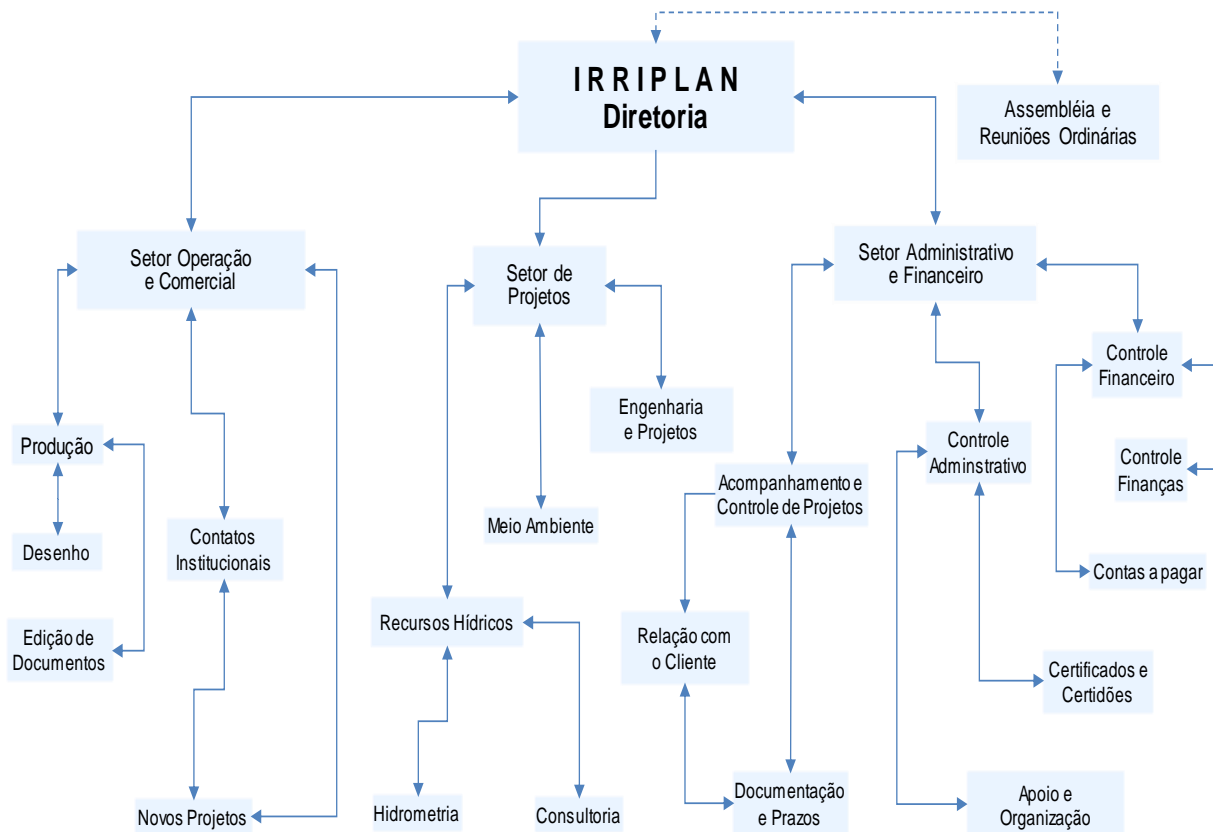 IRRIPLAN
Diretoria
Assembléia e
Reuniões Ordinárias
Setor Operação
e Comercial
Setor de
Projetos
Setor Administrativo
e Financeiro
Controle
Financeiro
Engenharia
e Projetos
Produção
Controle
Adminstrativo
Controle
Finanças
Acompanhamento e
Controle de Projetos
Meio Ambiente
Contatos
Institucionais
Desenho
Contas a pagar
Recursos Hídricos
Edição de
Documentos
Relação com
o Cliente
Certificados e
Certidões
Novos Projetos
Hidrometria
Consultoria
Documentação
e Prazos
Apoio e
Organização